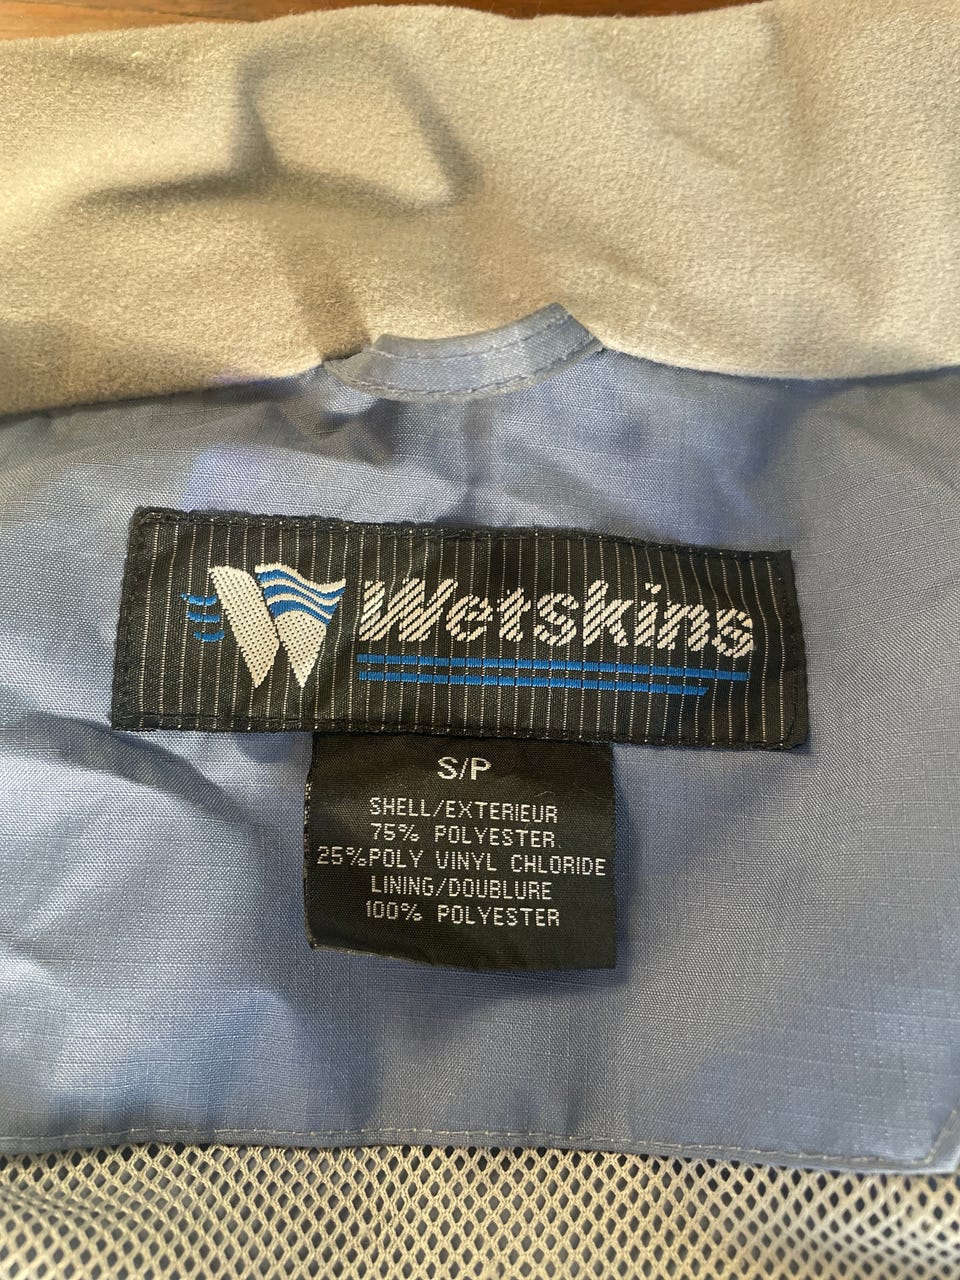 Wetskins
S/P
SHELL/EXTERIEUR
75% POLYESTER
25%POLY VINYL CHLORIDE
LINING/DOUBLURE
100% POLYESTER